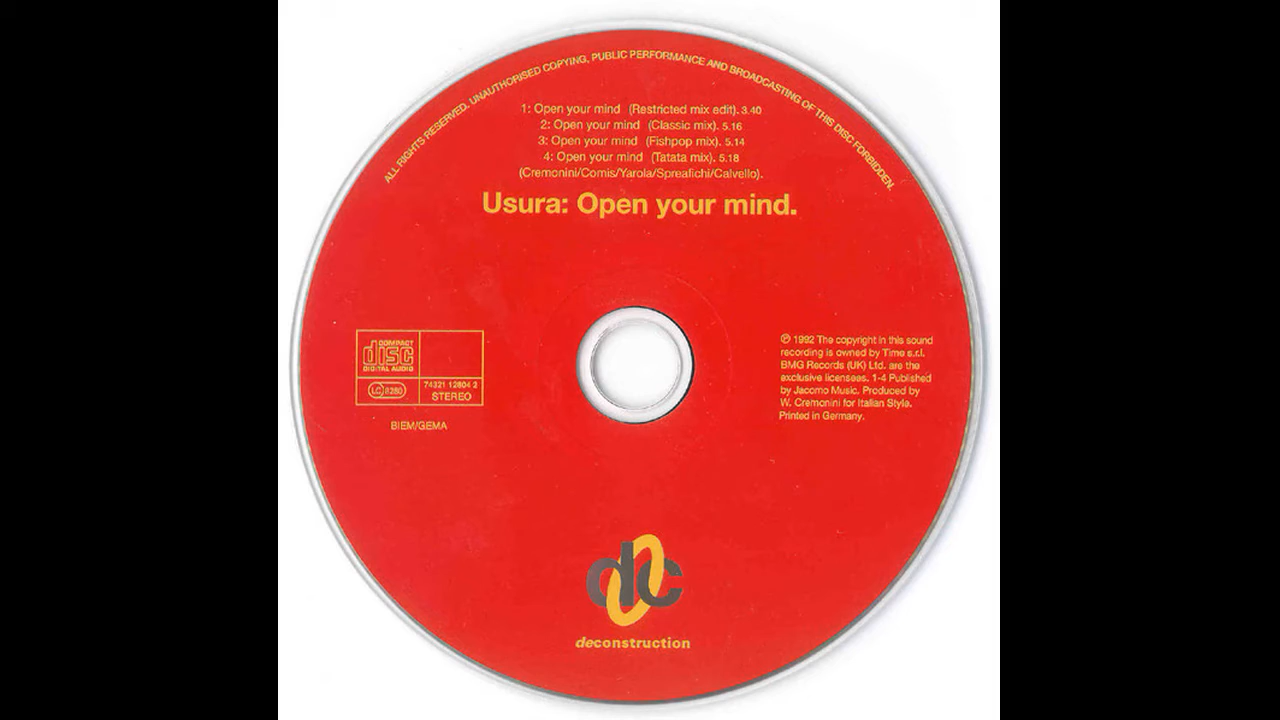 ALL RIGHTS RESERVED. UNAUTHORISED COPYING, PUBLIC PERFORMANCE AND BROADCASTING OF THIS DISC FORBIDDEN.
1: Open your mind (Restricted mix edit). 3.40
2: Open your mind (Classic mix). 5.16
3: Open your mind (Fishpop mix). 5.14
4: Open your mind (Tatata mix). 5.18
(Cremonini/Comis/Yarola/Spreafichi/Calvello).
Usura: Open your mind.
COMPACT
disc
DIGITAL AUDIO
LC 8280
74321 12804 2
STEREO
BIEM/GEMA
℗ 1992 The copyright in this sound
recording is owned by Time s.r.l.
BMG Records (UK) Ltd. are the
exclusive licensees. 1-4 Published
by Jacomo Music. Produced by
W. Cremonini for Italian Style.
Printed in Germany.
dc
deconstruction